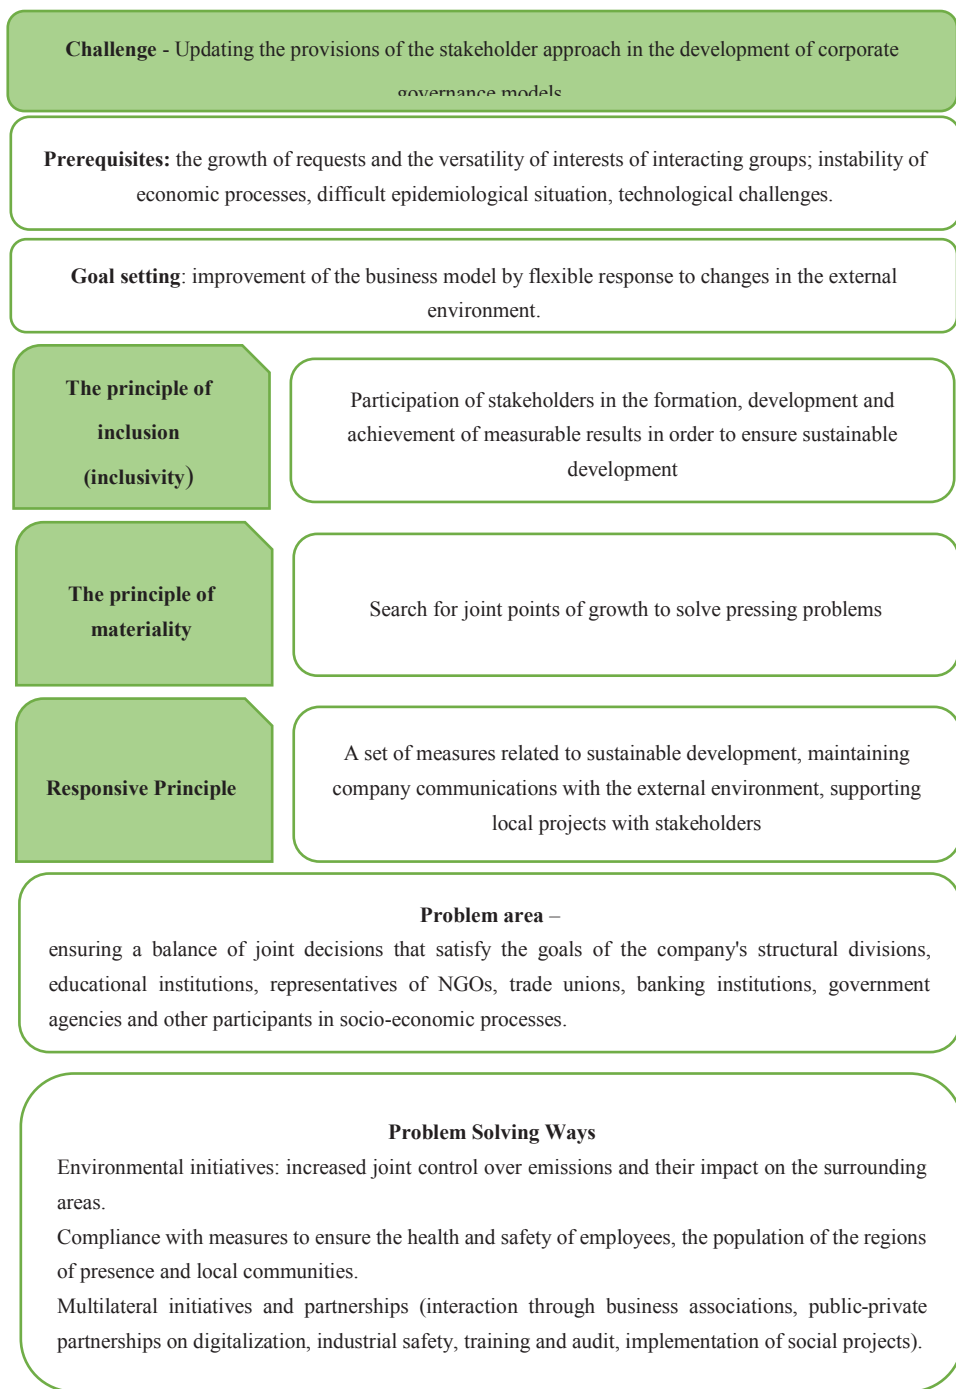 Challenge - Updating the provisions of the stakeholder approach in the development of corporate
governance models
Prerequisites: the growth of requests and the versatility of interests of interacting groups; instability of
economic processes, difficult epidemiological situation, technological challenges.
Goal setting: improvement of the business model by flexible response to changes in the external
environment.
The principle of
inclusion
(inclusivity)
Participation of stakeholders in the formation, development and
achievement of measurable results in order to ensure sustainable
development
The principle of
materiality
Search for joint points of growth to solve pressing problems
Responsive Principle
A set of measures related to sustainable development, maintaining
company communications with the external environment, supporting
local projects with stakeholders
Problem area –
ensuring a balance of joint decisions that satisfy the goals of the company's structural divisions,
educational institutions, representatives of NGOs, trade unions, banking institutions, government
agencies and other participants in socio-economic processes.
Problem Solving Ways
Environmental initiatives: increased joint control over emissions and their impact on the surrounding
areas.
Compliance with measures to ensure the health and safety of employees, the population of the regions
of presence and local communities.
Multilateral initiatives and partnerships (interaction through business associations, public-private
partnerships on digitalization, industrial safety, training and audit, implementation of social projects).